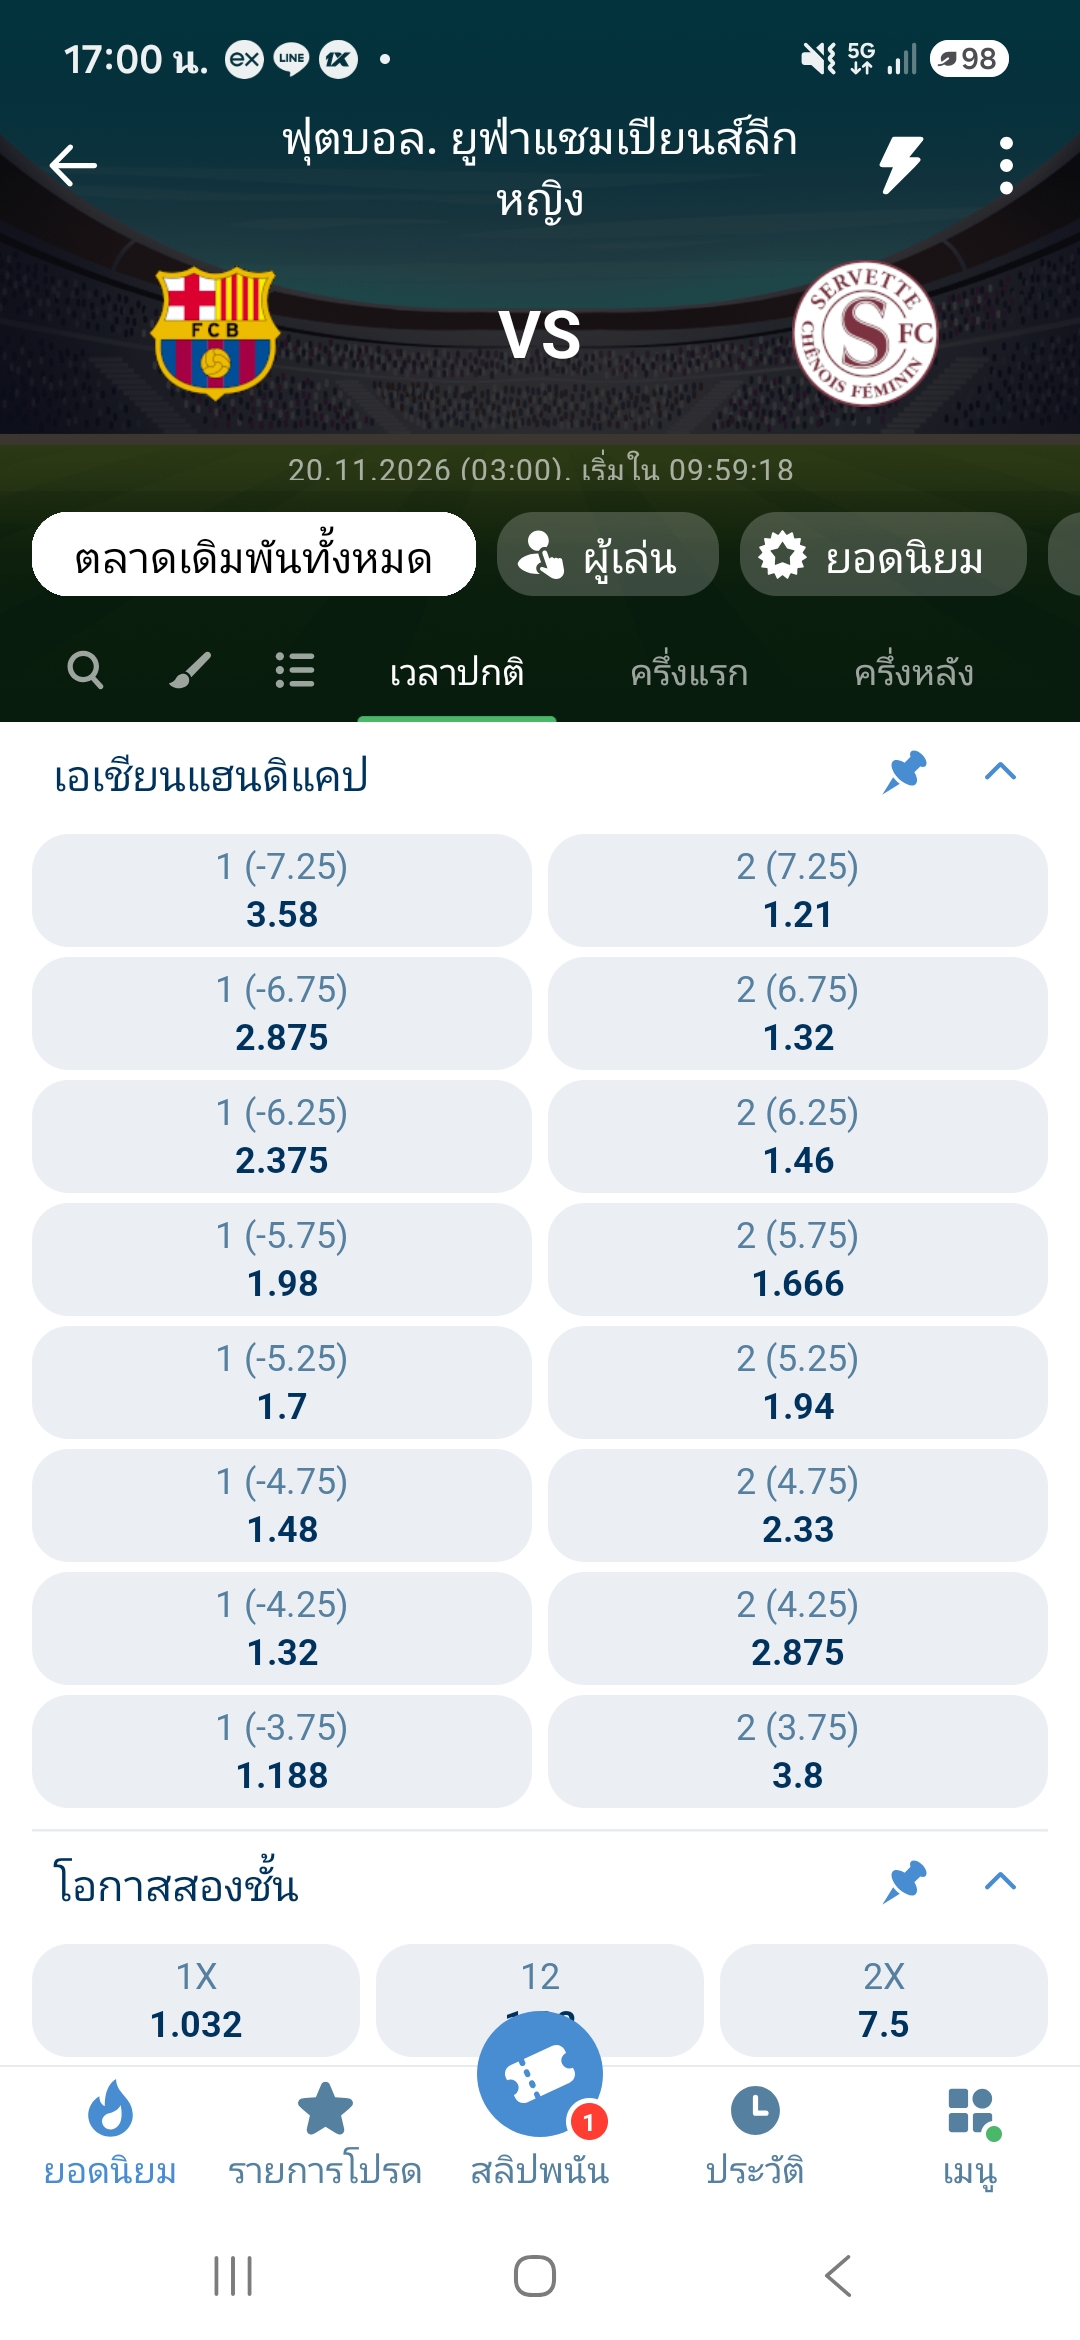 17:00 น. ex LINE 1X 5G 98
ฟุตบอล. ยูฟ่าแชมเปียนส์ลีก
หญิง
FCB
VS
SERVETTE
FC
CHÊNOIS FÉMININ
20.11.2026 (03:00). เริ่มใน 09:59:18
ตลาดเดิมพันทั้งหมด ผู้เล่น ยอดนิยม
เวลาปกติ ครึ่งแรก ครึ่งหลัง
เอเชียนแฮนดิแคป
1 (-7.25) 2 (7.25)
3.58 1.21
1 (-6.75) 2 (6.75)
2.875 1.32
1 (-6.25) 2 (6.25)
2.375 1.46
1 (-5.75) 2 (5.75)
1.98 1.666
1 (-5.25) 2 (5.25)
1.7 1.94
1 (-4.75) 2 (4.75)
1.48 2.33
1 (-4.25) 2 (4.25)
1.32 2.875
1 (-3.75) 2 (3.75)
1.188 3.8
โอกาสสองชั้น
1X 12 2X
1.032 7.5
1
ยอดนิยม รายการโปรด สลิปพนัน ประวัติ เมนู